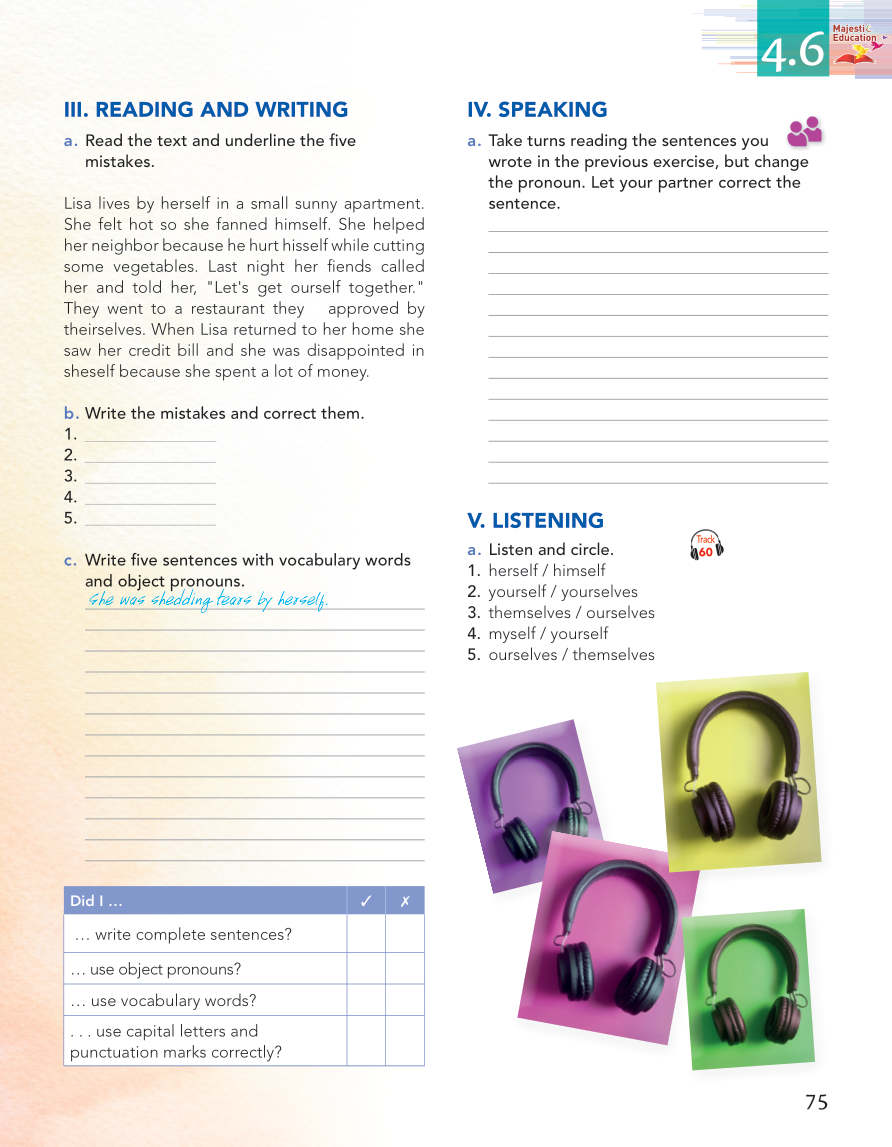 4.6
Majestic
Education
III. READING AND WRITING
a. Read the text and underline the five
mistakes.
Lisa lives by herself in a small sunny apartment.
She felt hot so she fanned himself. She helped
her neighbor because he hurt hisself while cutting
some vegetables. Last night her fiends called
her and told her, "Let's get ourself together."
They went to a restaurant they approved by
theirselves. When Lisa returned to her home she
saw her credit bill and she was disappointed in
sheself because she spent a lot of money.
b. Write the mistakes and correct them.
1.
2.
3.
4.
5.
c. Write five sentences with vocabulary words
and object pronouns.
She was shedding tears by herself.
Did I ... ✓ ✗
... write complete sentences?
... use object pronouns?
... use vocabulary words?
. . . use capital letters and
punctuation marks correctly?
IV. SPEAKING
a. Take turns reading the sentences you
wrote in the previous exercise, but change
the pronoun. Let your partner correct the
sentence.
V. LISTENING
a. Listen and circle.
Track
60
1. herself / himself
2. yourself / yourselves
3. themselves / ourselves
4. myself / yourself
5. ourselves / themselves
75